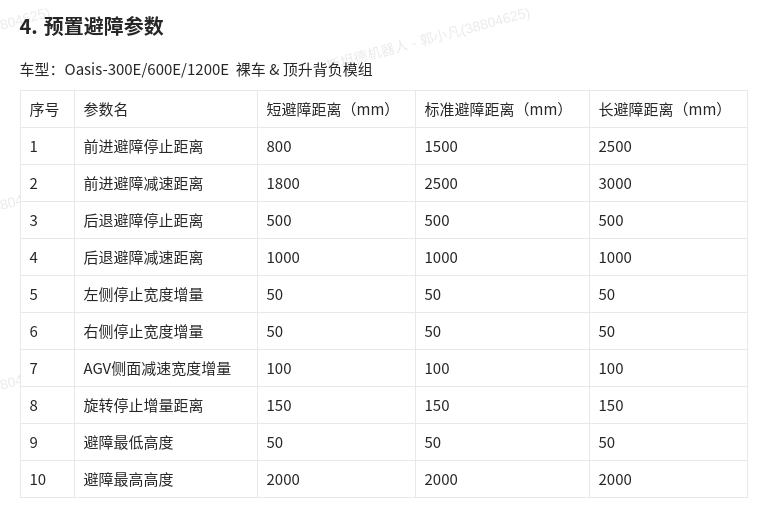 4. 预置避障参数
机器人 - 郭小凡(38804625)
车型：Oasis-300E/600E/1200E 裸车 & 顶升背负模组
序号 参数名 短避障距离（mm） 标准避障距离（mm） 长避障距离（mm）
1 前进避障停止距离 800 1500 2500
2 前进避障减速距离 1800 2500 3000
3 后退避障停止距离 500 500 500
4 后退避障减速距离 1000 1000 1000
5 左侧停止宽度增量 50 50 50
6 右侧停止宽度增量 50 50 50
7 AGV侧面减速宽度增量 100 100 100
8 旋转停止增量距离 150 150 150
9 避障最低高度 50 50 50
10 避障最高高度 2000 2000 2000